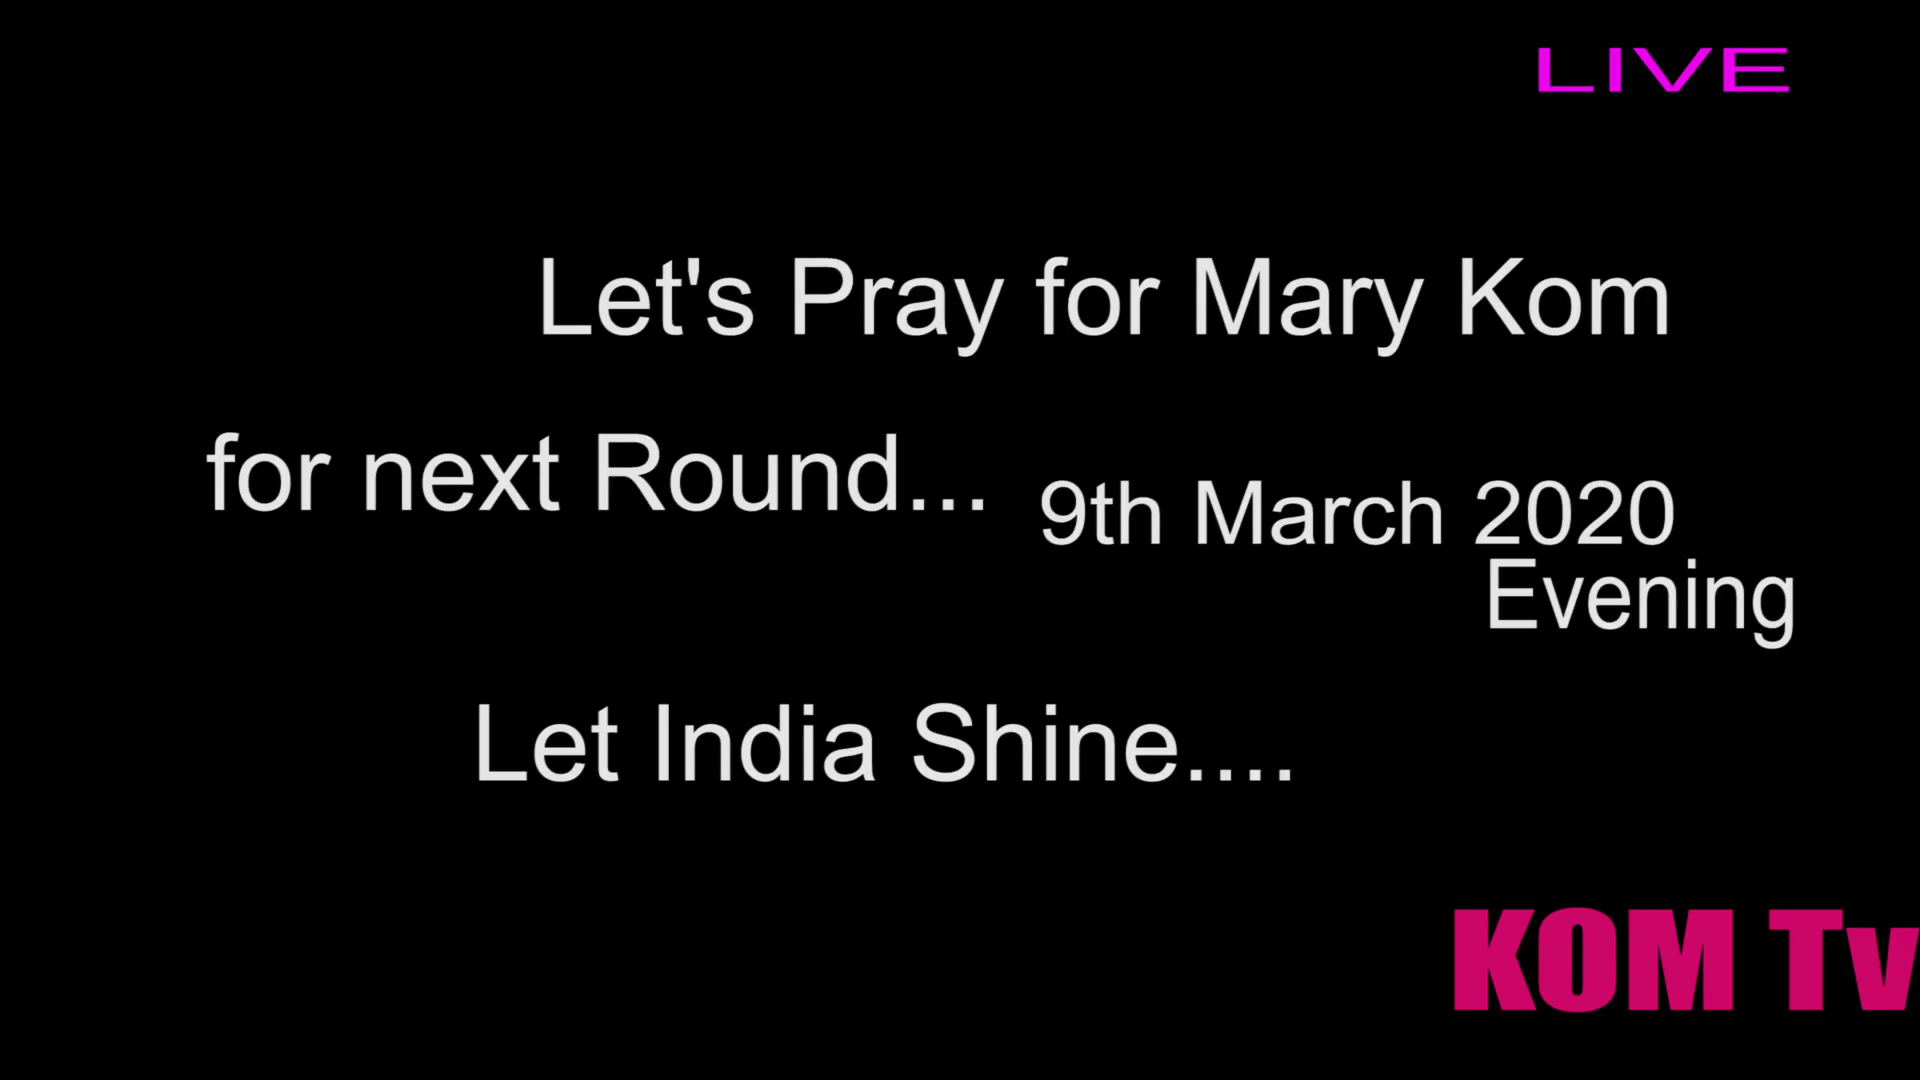 LIVE
Let's Pray for Mary Kom
for next Round...
9th March 2020
Evening
Let India Shine....
KOM Tv